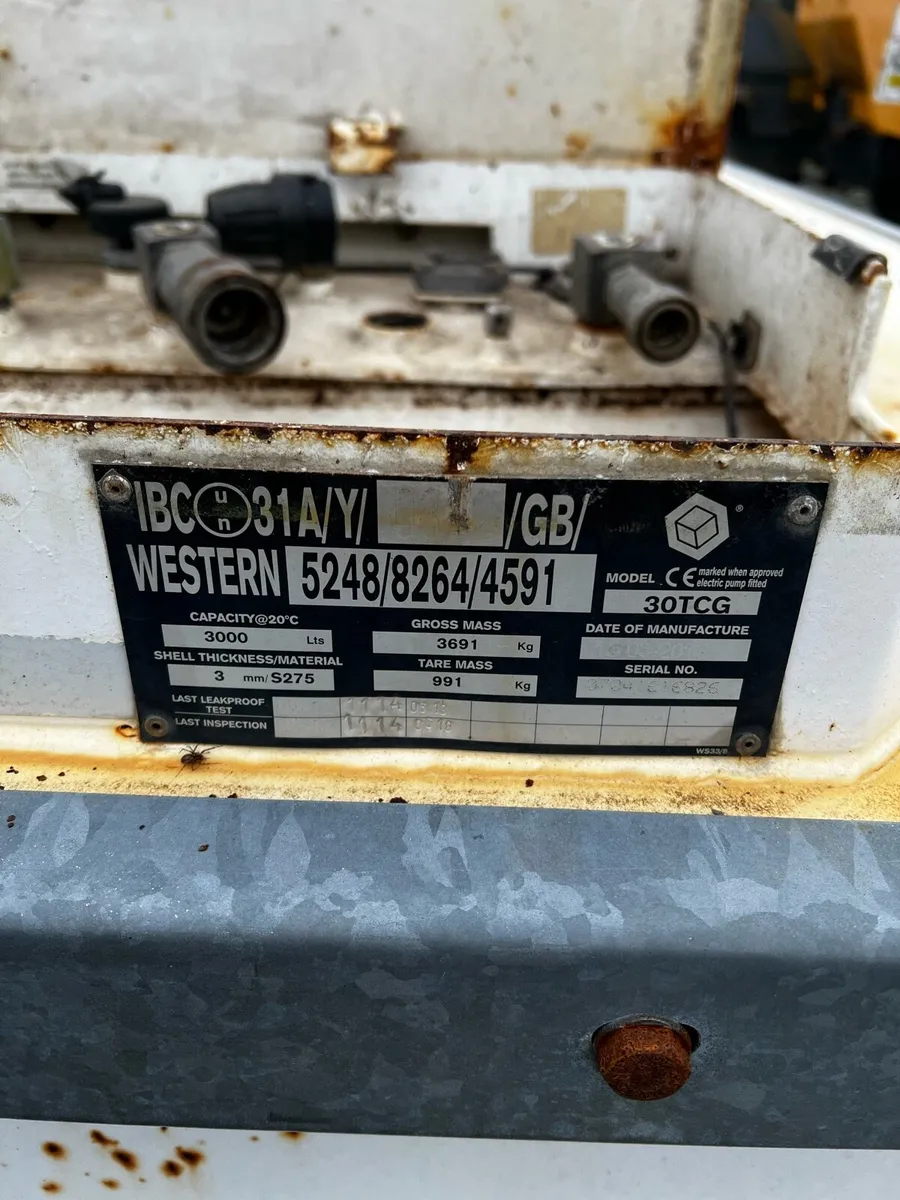 IBC un 31A/Y/ /GB/
WESTERN 5248/8264/4591
®
MODEL CE marked when approved
electric pump fitted
30TCG
CAPACITY@20°C
3000 Lts
GROSS MASS
3691 Kg
DATE OF MANUFACTURE
SHELL THICKNESS/MATERIAL
3 mm/S275
TARE MASS
991 Kg
SERIAL NO.
LAST LEAKPROOF
TEST
1114
LAST INSPECTION
1114
WS33/8